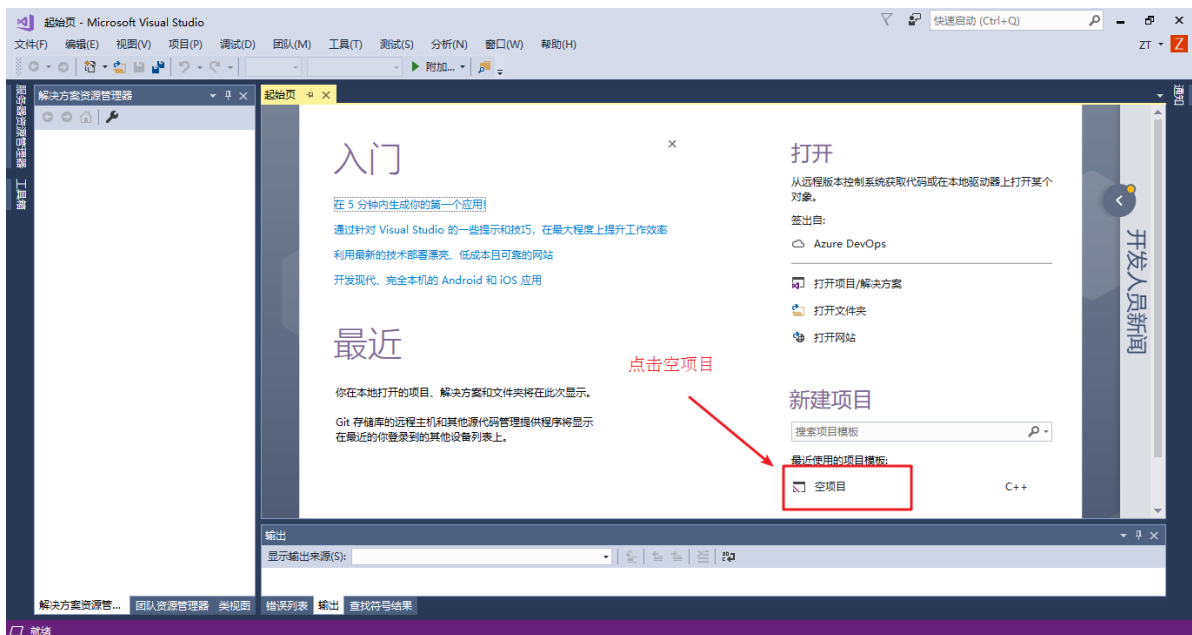 起始页 - Microsoft Visual Studio
快速启动 (Ctrl+Q)
文件(F) 编辑(E) 视图(V) 项目(P) 调试(D) 团队(M) 工具(T) 测试(S) 分析(N) 窗口(W) 帮助(H)
ZT
Z
附加...
服务器资源管理器
工具箱
解决方案资源管理器
起始页
通知
入门
在 5 分钟内生成你的第一个应用!
通过针对 Visual Studio 的一些提示和技巧，在最大程度上提升工作效率
利用最新的技术部署漂亮、低成本且可靠的网站
开发现代、完全本机的 Android 和 iOS 应用
最近
你在本地打开的项目、解决方案和文件夹将在此次显示。
Git 存储库的远程主机和其他源代码管理提供程序将显示
在最近的你登录到的其他设备列表上。
点击空项目
打开
从远程版本控制系统获取代码或在本地驱动器上打开某个
对象。
签出自:
Azure DevOps
打开项目/解决方案
打开文件夹
打开网站
新建项目
搜索项目模板
最近使用的项目模板:
空项目 C++
开发人员新闻
输出
显示输出来源(S):
解决方案资源管... 团队资源管理器 类视图
错误列表 输出 查找符号结果
就绪